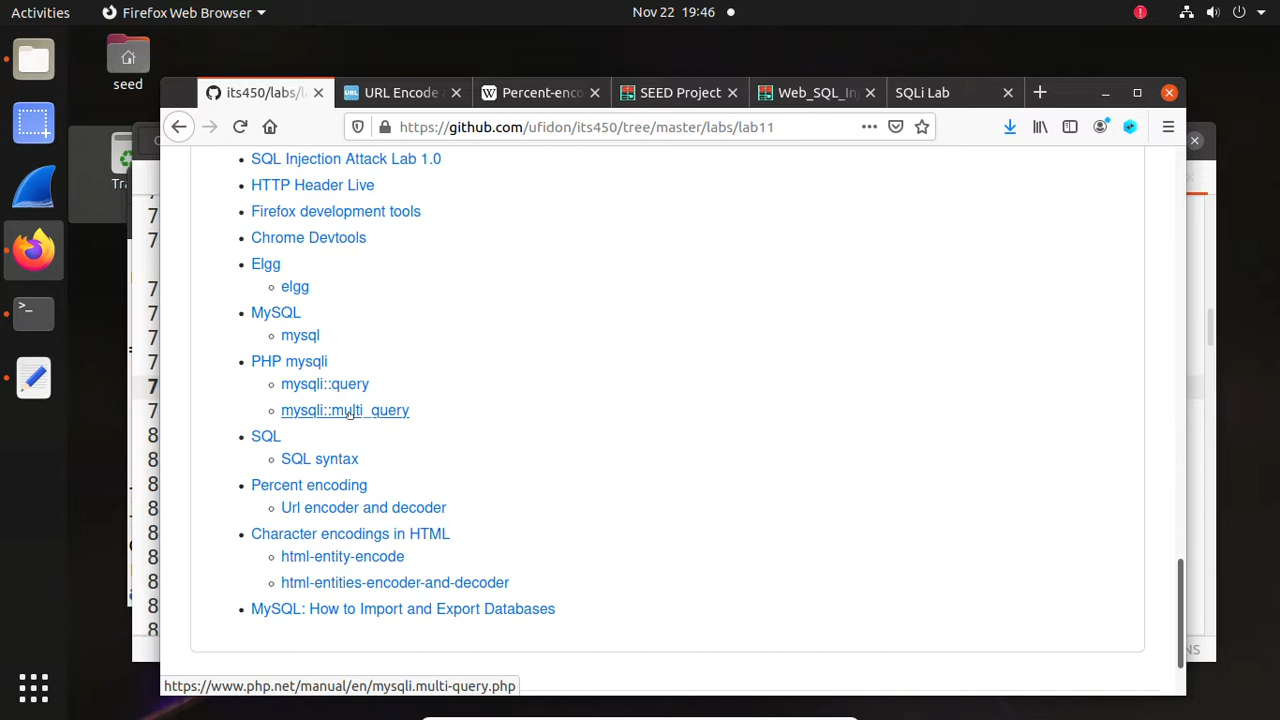 Activities
Firefox Web Browser
Nov 22 19:46
seed
its450/labs/l
URL Encode
Percent-enco
SEED Project
Web_SQL_In
SQLi Lab
https://github.com/ufidon/its450/tree/master/labs/lab11
SQL Injection Attack Lab 1.0
HTTP Header Live
Firefox development tools
Chrome Devtools
Elgg
elgg
MySQL
mysql
PHP mysqli
mysqli::query
mysqli::multi_query
SQL
SQL syntax
Percent encoding
Url encoder and decoder
Character encodings in HTML
html-entity-encode
html-entities-encoder-and-decoder
MySQL: How to Import and Export Databases
https://www.php.net/manual/en/mysqli.multi-query.php